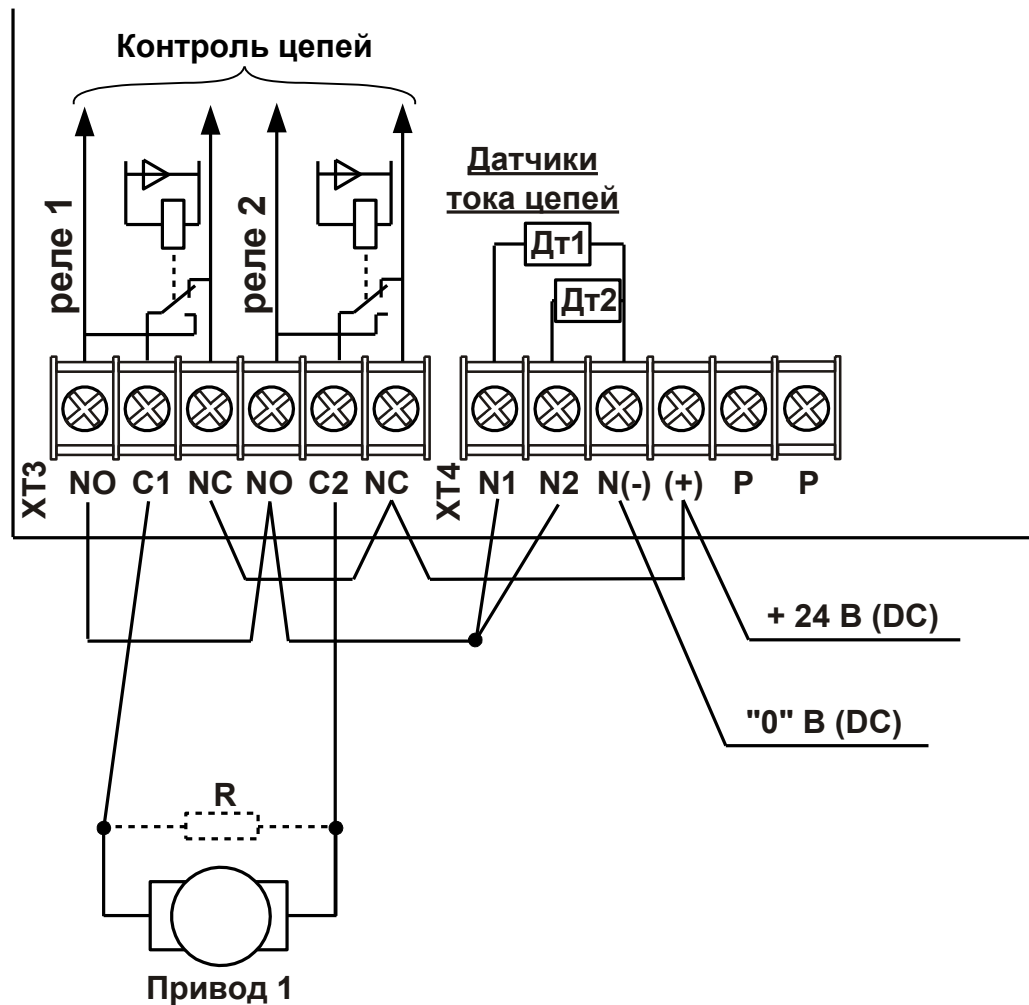 Контроль цепей
реле 1
реле 2
Датчики
тока цепей
Дт1
Дт2
XT3
NO C1 NC NO C2 NC
XT4
N1 N2 N(-) (+) P P
+ 24 В (DC)
"0" В (DC)
R
Привод 1